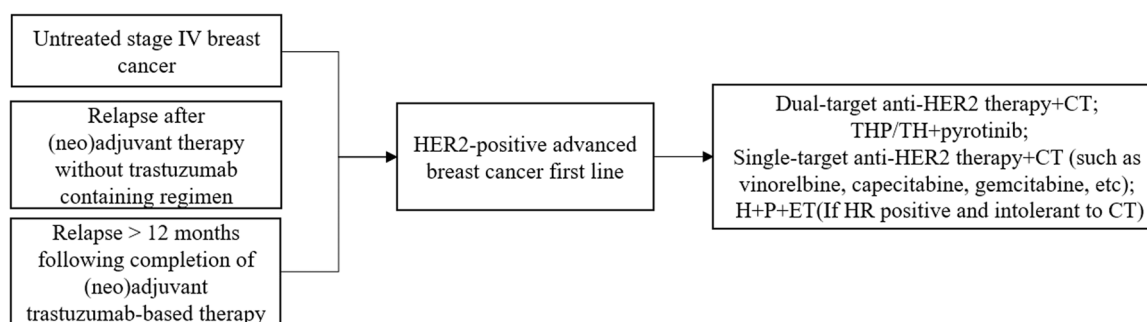 Untreated stage IV breast
cancer
Relapse after
(neo)adjuvant therapy
without trastuzumab
containing regimen
Relapse > 12 months
following completion of
(neo)adjuvant
trastuzumab-based therapy
HER2-positive advanced
breast cancer first line
Dual-target anti-HER2 therapy+CT;
THP/TH+pyrotinib;
Single-target anti-HER2 therapy+CT (such as
vinorelbine, capecitabine, gemcitabine, etc);
H+P+ET(If HR positive and intolerant to CT)